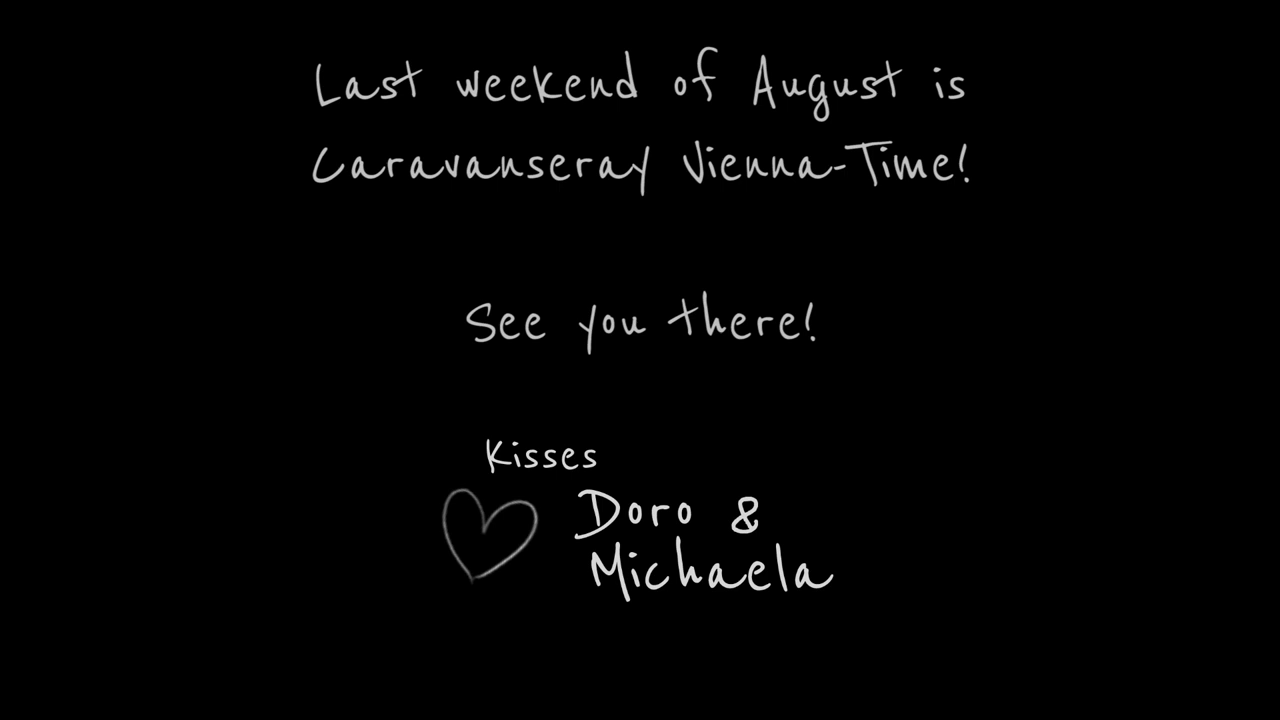 Last weekend of August is
Caravanseray Vienna-Time!
See you there!
Kisses
Doro &
Michaela